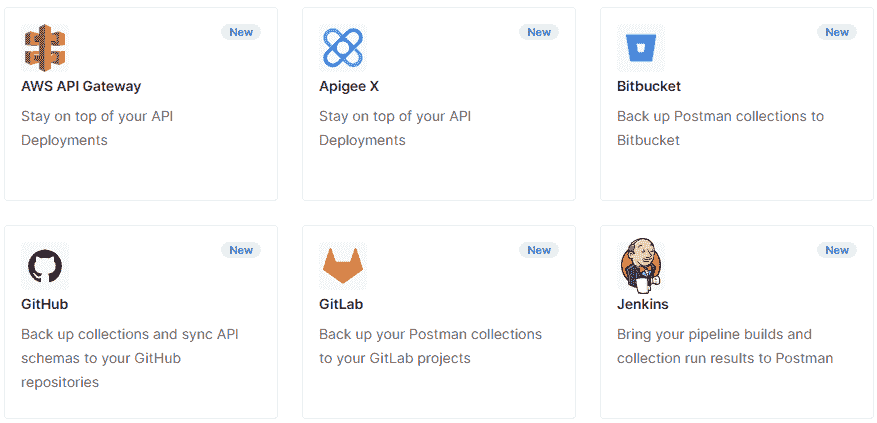 New
AWS API Gateway
Stay on top of your API
Deployments
New
Apigee X
Stay on top of your API
Deployments
New
Bitbucket
Back up Postman collections to
Bitbucket
New
GitHub
Back up collections and sync API
schemas to your GitHub
repositories
New
GitLab
Back up your Postman collections
to your GitLab projects
New
Jenkins
Bring your pipeline builds and
collection run results to Postman